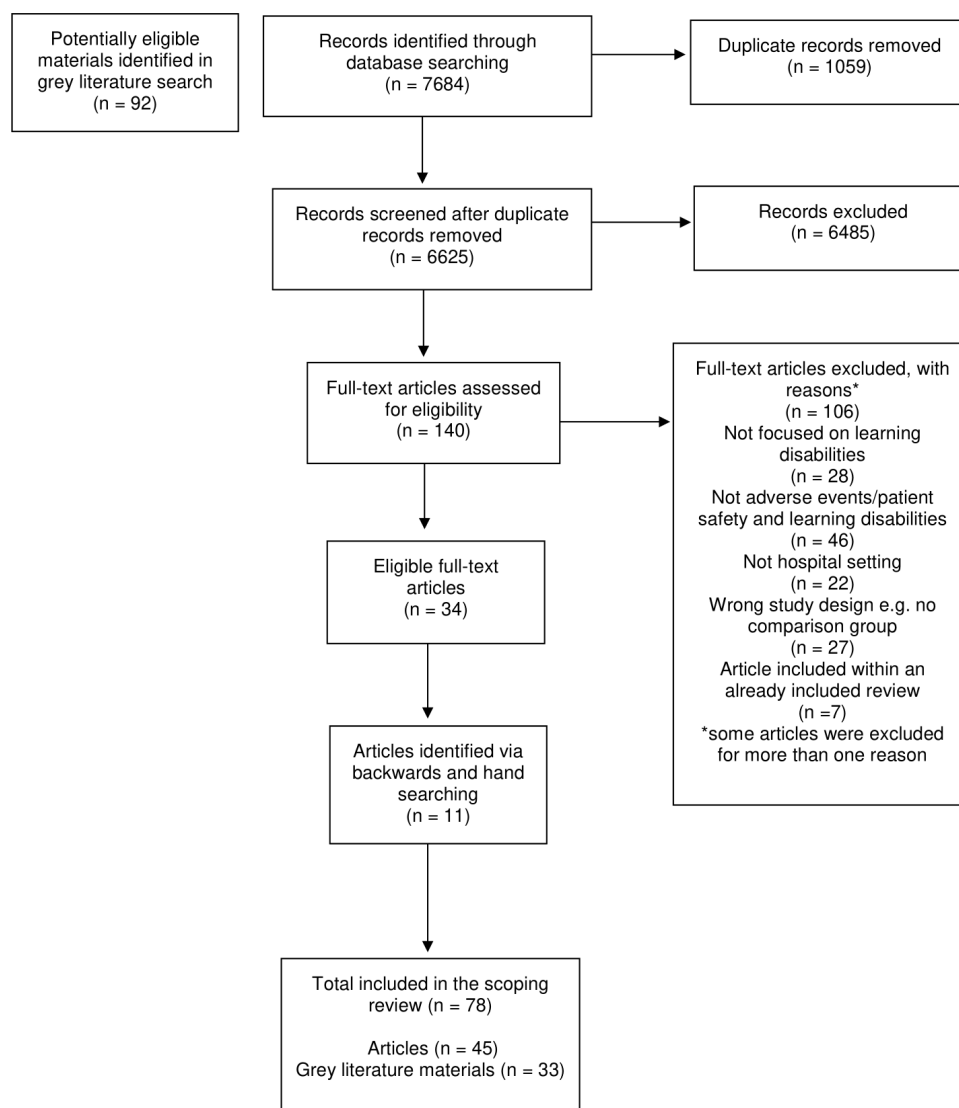 Potentially eligible
materials identified in
grey literature search
(n = 92)
Records identified through
database searching
(n = 7684)
Duplicate records removed
(n = 1059)
Records screened after duplicate
records removed
(n = 6625)
Records excluded
(n = 6485)
Full-text articles assessed
for eligibility
(n = 140)
Full-text articles excluded, with
reasons*
(n = 106)
Not focused on learning
disabilities
(n = 28)
Not adverse events/patient
safety and learning disabilities
(n = 46)
Not hospital setting
(n = 22)
Wrong study design e.g. no
comparison group
(n = 27)
Article included within an
already included review
(n =7)
*some articles were excluded
for more than one reason
Eligible full-text
articles
(n = 34)
Articles identified via
backwards and hand
searching
(n = 11)
Total included in the scoping
review (n = 78)
Articles (n = 45)
Grey literature materials (n = 33)